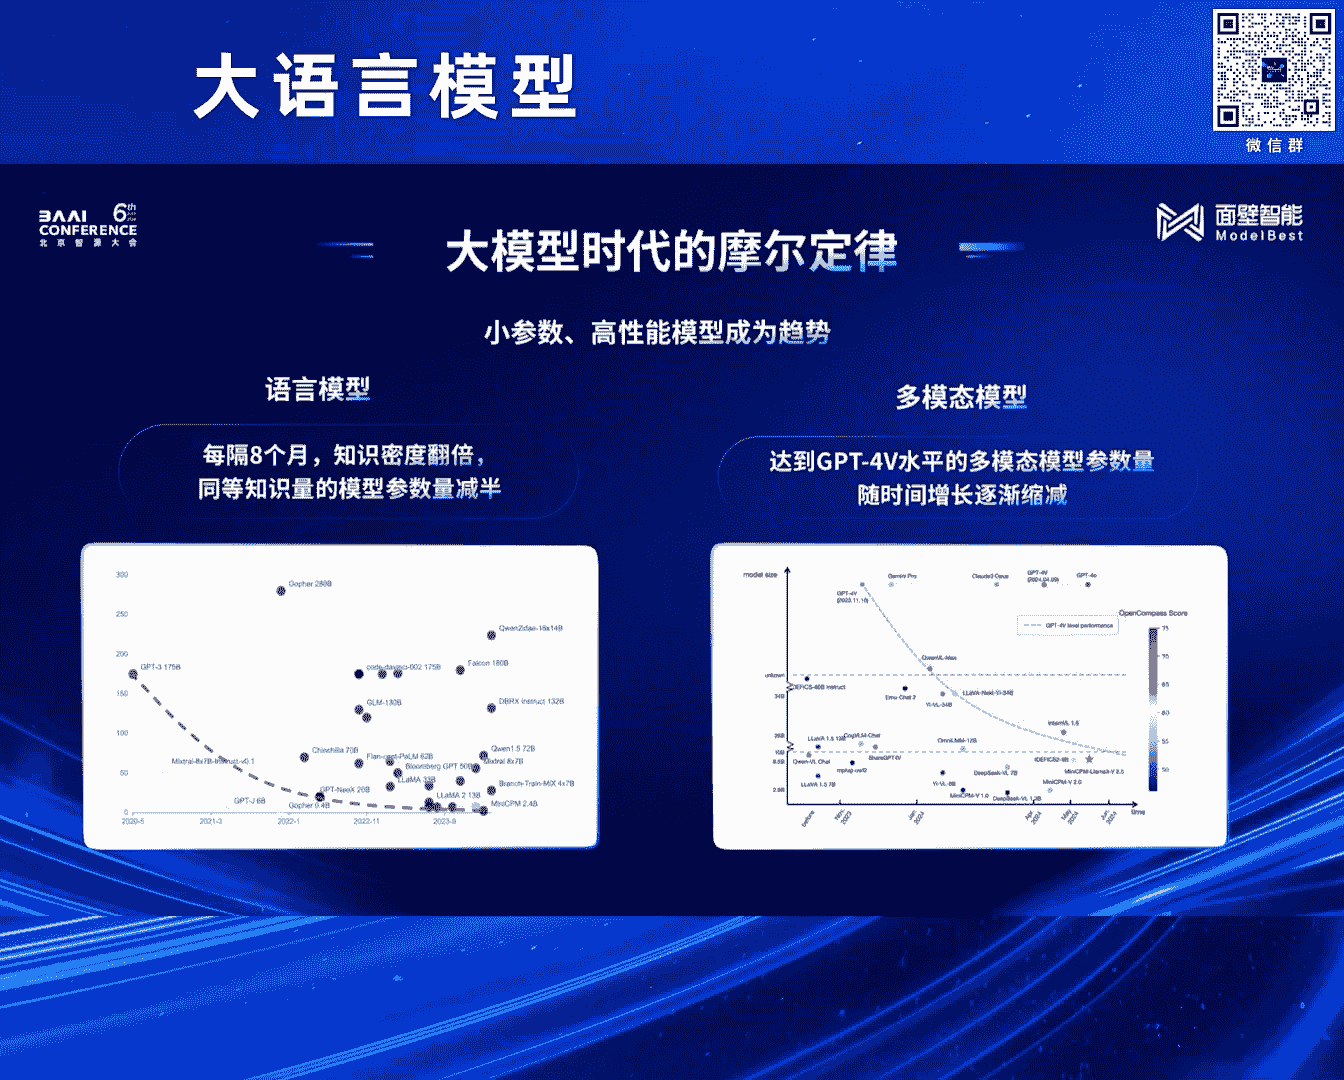 大语言模型
微信群
BAAI 6th
CONFERENCE
北京智源大会
面壁智能
ModelBest
大模型时代的摩尔定律
小参数、高性能模型成为趋势
语言模型
每隔8个月，知识密度翻倍，
同等知识量的模型参数量减半
300
250
200
150
100
50
0
2020-5
2021-3
2022-1
2022-11
2023-9
Gopher 280B
GPT-3 175B
code-davinci-002 175B
Qwen2idae-16x14B
Falcon 180B
GLM-130B
DBRX Instruct 132B
Chinchilla 70B
Flan-cont-PaLM 62B
Qwen1.5 72B
Mixtral 8x7B
Mixtral-8x7B-Instruct-v0.1
Bloomberg GPT 50B
LLaMA 33B
Branch-Train-MiX 4x7B
GPT-NeoX 20B
LLaMA 2 13B
GPT-J 6B
Gopher 0.4B
MiniCPM 2.4B
多模态模型
达到GPT-4V水平的多模态模型参数量
随时间增长逐渐缩减
model size
GPT-4V
(2023.11.16)
Gemini Pro
Claude3 Opus
GPT-4V
(2024.04.09)
GPT-4o
GPT-4V level performance
OpenCompass Score
75
70
65
60
55
50
QwenVL-Max
unknown
IDEFICS-80B Instruct
Emu-Chat 2
LLaVA-Next-Yi-34B
Yi-VL-34B
34B
InternVL 1.5
LLaVA 1.5 13B
CogVLM-Chat
OmniLMM-12B
ShareGPT4V
Qwen-VL Chat
mplug-owl2
IDEFICS2-8B
MiniCPM-Llama3-V 2.5
DeepSeek-VL 7B
LLaVA 1.5 7B
Yi-VL-6B
MiniCPM-V 2.0
MiniCPM-V 1.0
DeepSeek-VL 1.3B
before
Nov.
2023
Jan.
2024
Apr.
2024
May.
2024
Jun.
2024
time